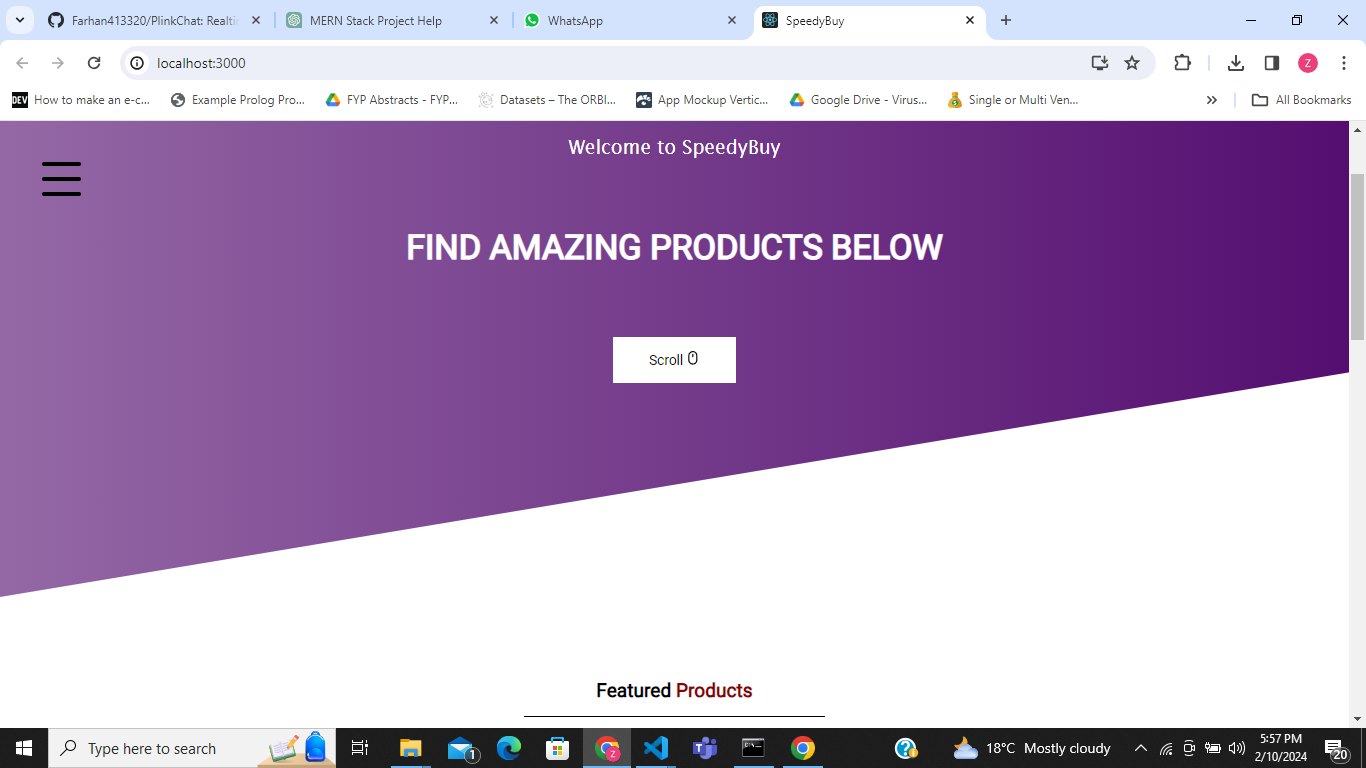 Farhan413320/PlinkChat: Realti
MERN Stack Project Help
WhatsApp
SpeedyBuy
localhost:3000
Z
DEV
How to make an e-c...
Example Prolog Pro...
FYP Abstracts - FYP...
Datasets – The ORBI...
App Mockup Vertic...
Google Drive - Virus...
Single or Multi Ven...
All Bookmarks
Welcome to SpeedyBuy
FIND AMAZING PRODUCTS BELOW
Scroll
Featured Products
Type here to search
1
Z
18°C Mostly cloudy
5:57 PM
2/10/2024
20